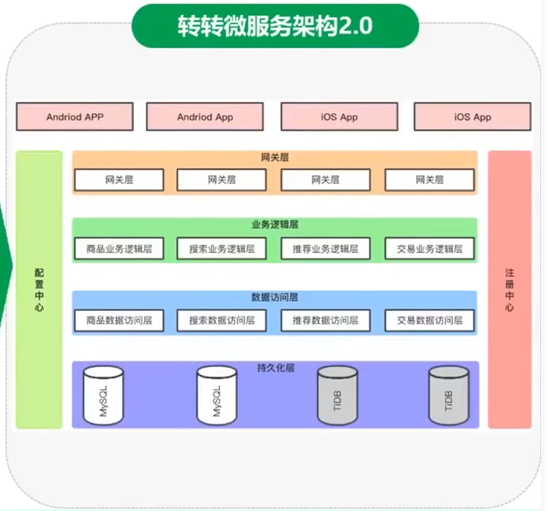 转转微服务架构2.0
Andriod APP
Andriod App
iOS App
iOS App
网关层
网关层
网关层
网关层
网关层
业务逻辑层
商品业务逻辑层
搜索业务逻辑层
推荐业务逻辑层
交易业务逻辑层
数据访问层
商品数据访问层
搜索数据访问层
推荐数据访问层
交易数据访问层
持久化层
MySQL
MySQL
TiDB
TiDB
配置中心
注册中心